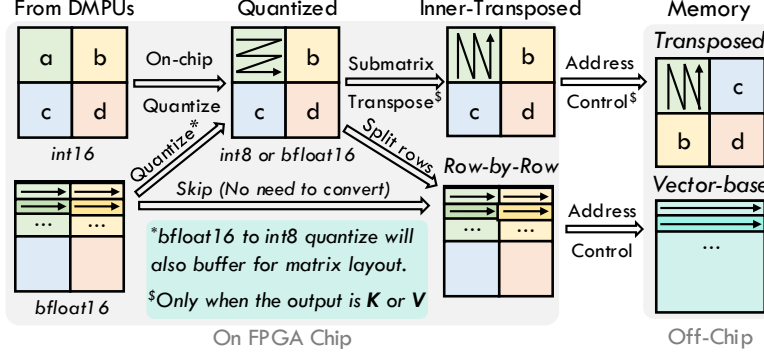 From DMPUs
Quantized
Inner-Transposed
Memory
a
b
c
d
int16
On-chip
Quantize
b
c
d
int8 or bfloat16
Submatrix
Transpose$
b
c
d
Address
Control$
Transposed
c
b
d
Quantize*
Split rows
Skip (No need to convert)
Row-by-Row
Vector-base
...
...
bfloat16
*bfloat16 to int8 quantize will
also buffer for matrix layout.
$Only when the output is K or V
...
...
Address
Control
...
On FPGA Chip
Off-Chip